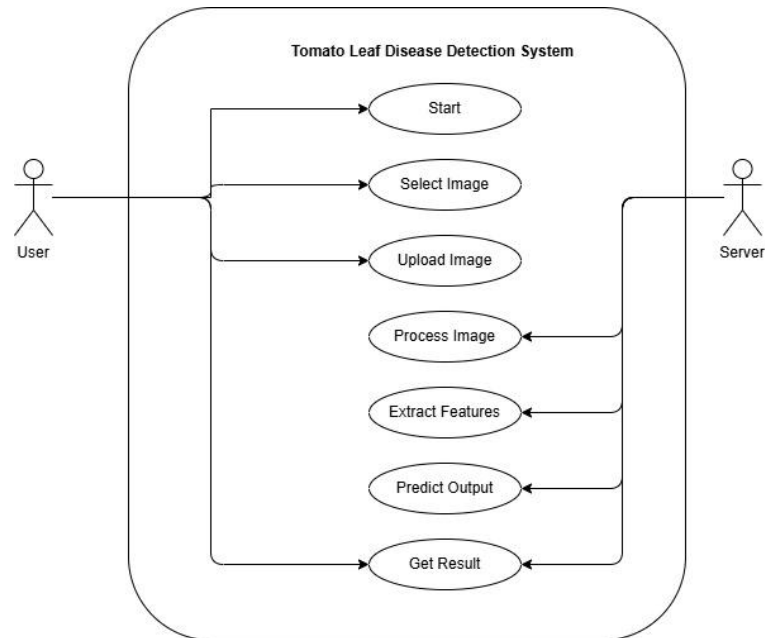 Tomato Leaf Disease Detection System
Start
Select Image
Upload Image
User
Server
Process Image
Extract Features
Predict Output
Get Result